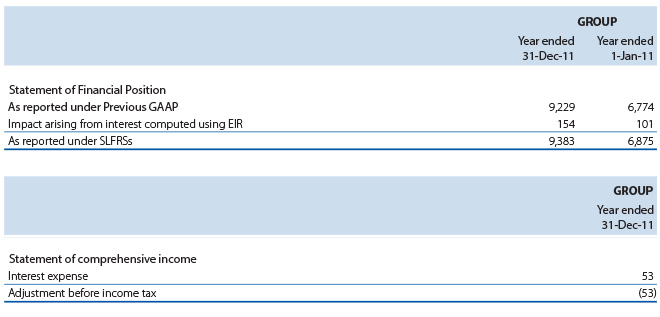 GROUP
Year ended Year ended
31-Dec-11 1-Jan-11
Statement of Financial Position
As reported under Previous GAAP 9,229 6,774
Impact arising from interest computed using EIR 154 101
As reported under SLFRSs 9,383 6,875
GROUP
Year ended
31-Dec-11
Statement of comprehensive income
Interest expense 53
Adjustment before income tax (53)